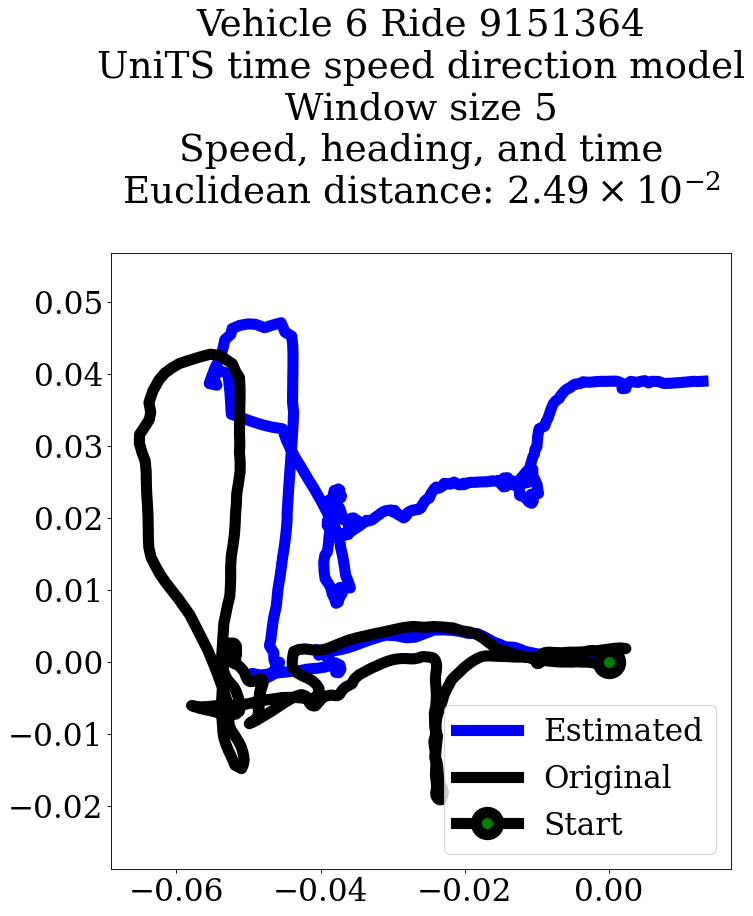 Vehicle 6 Ride 9151364
UniTS time speed direction model
Window size 5
Speed, heading, and time
Euclidean distance: 2.49 × 10⁻²
0.05
0.04
0.03
0.02
0.01
0.00
−0.01
−0.02
Estimated
Original
Start
−0.06 −0.04 −0.02 0.00